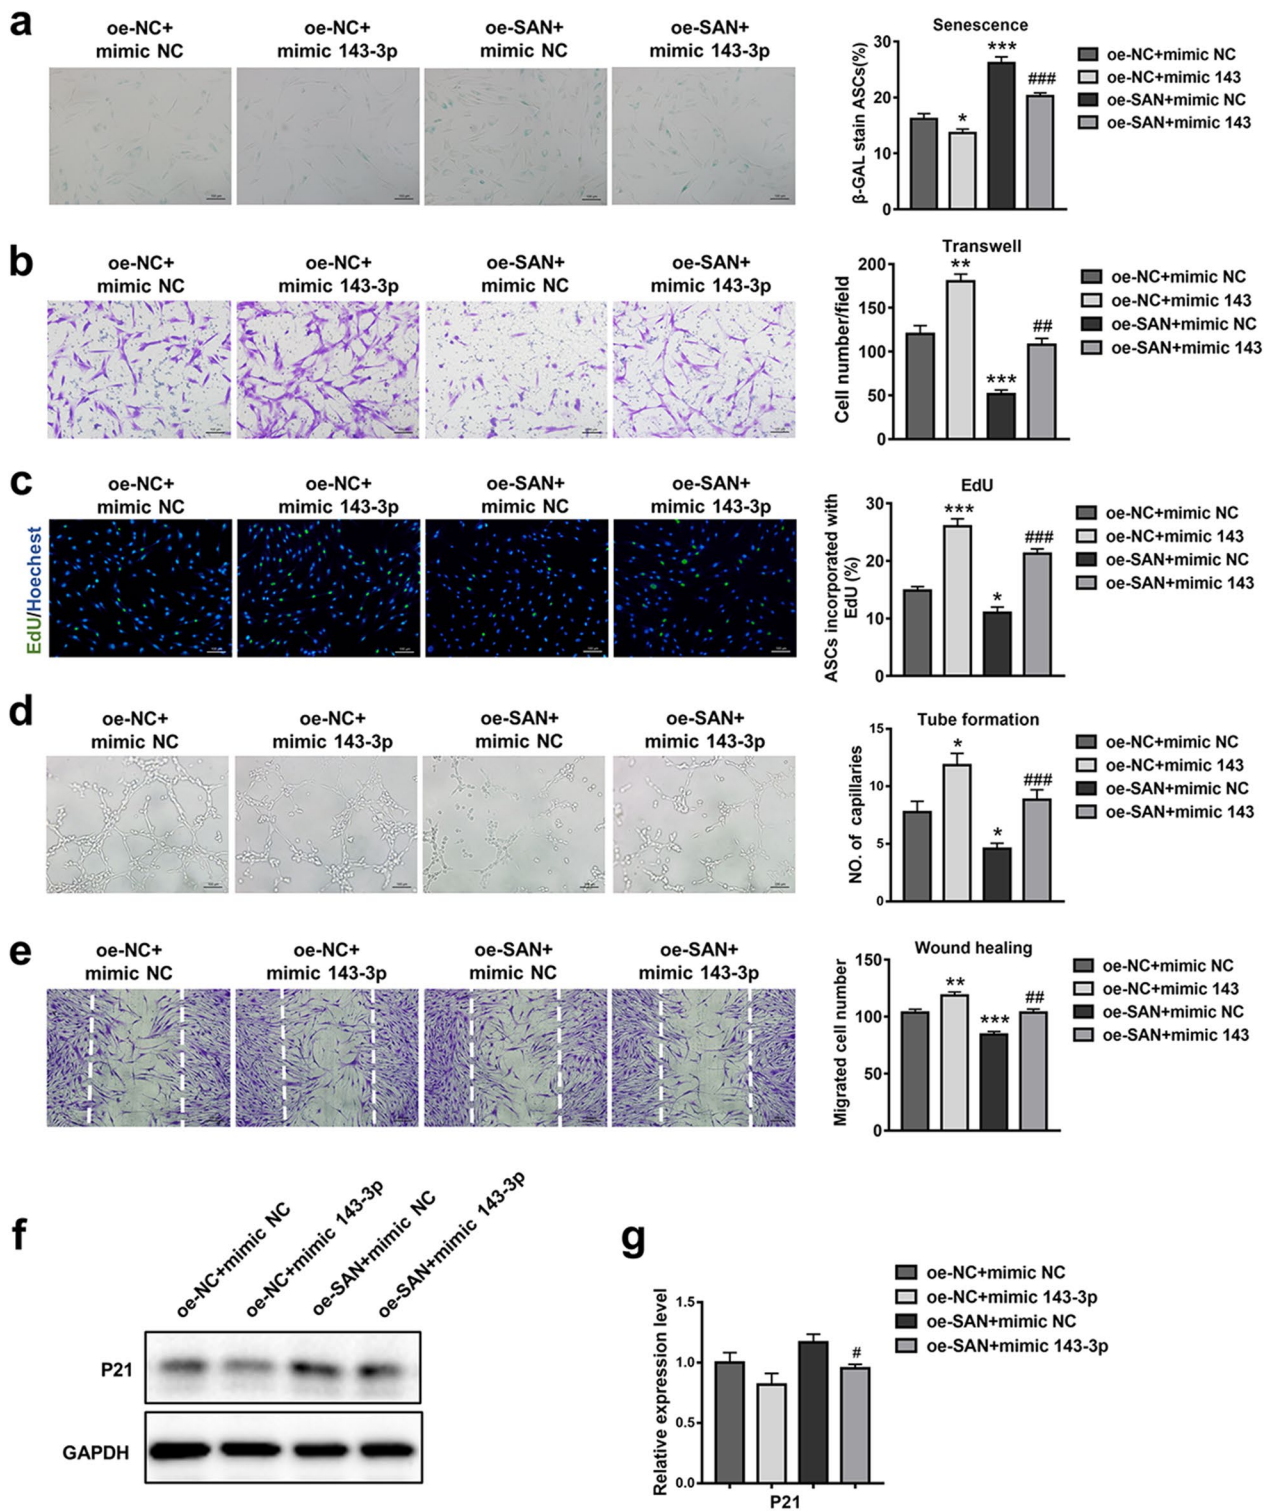 a
oe-NC+
mimic NC
oe-NC+
mimic 143-3p
oe-SAN+
mimic NC
oe-SAN+
mimic 143-3p
Senescence
β-GAL stain ASCs(%)
30
20
10
0
*
***
###
oe-NC+mimic NC
oe-NC+mimic 143
oe-SAN+mimic NC
oe-SAN+mimic 143
b
oe-NC+
mimic NC
oe-NC+
mimic 143-3p
oe-SAN+
mimic NC
oe-SAN+
mimic 143-3p
Transwell
Cell number/field
200
150
100
50
0
**
***
##
oe-NC+mimic NC
oe-NC+mimic 143
oe-SAN+mimic NC
oe-SAN+mimic 143
c
oe-NC+
mimic NC
oe-NC+
mimic 143-3p
oe-SAN+
mimic NC
oe-SAN+
mimic 143-3p
EdU/Hoechest
EdU
ASCs incorporated with
EdU (%)
30
20
10
0
***
*
###
oe-NC+mimic NC
oe-NC+mimic 143
oe-SAN+mimic NC
oe-SAN+mimic 143
d
oe-NC+
mimic NC
oe-NC+
mimic 143-3p
oe-SAN+
mimic NC
oe-SAN+
mimic 143-3p
Tube formation
NO. of capillaries
15
10
5
0
*
*
###
oe-NC+mimic NC
oe-NC+mimic 143
oe-SAN+mimic NC
oe-SAN+mimic 143
e
oe-NC+
mimic NC
oe-NC+
mimic 143-3p
oe-SAN+
mimic NC
oe-SAN+
mimic 143-3p
Wound healing
Migrated cell number
150
100
50
0
**
***
##
oe-NC+mimic NC
oe-NC+mimic 143
oe-SAN+mimic NC
oe-SAN+mimic 143
f
oe-NC+mimic NC
oe-NC+mimic 143-3p
oe-SAN+mimic NC
oe-SAN+mimic 143-3p
P21
GAPDH
g
Relative expression level
1.5
1.0
0.5
0.0
#
P21
oe-NC+mimic NC
oe-NC+mimic 143-3p
oe-SAN+mimic NC
oe-SAN+mimic 143-3p